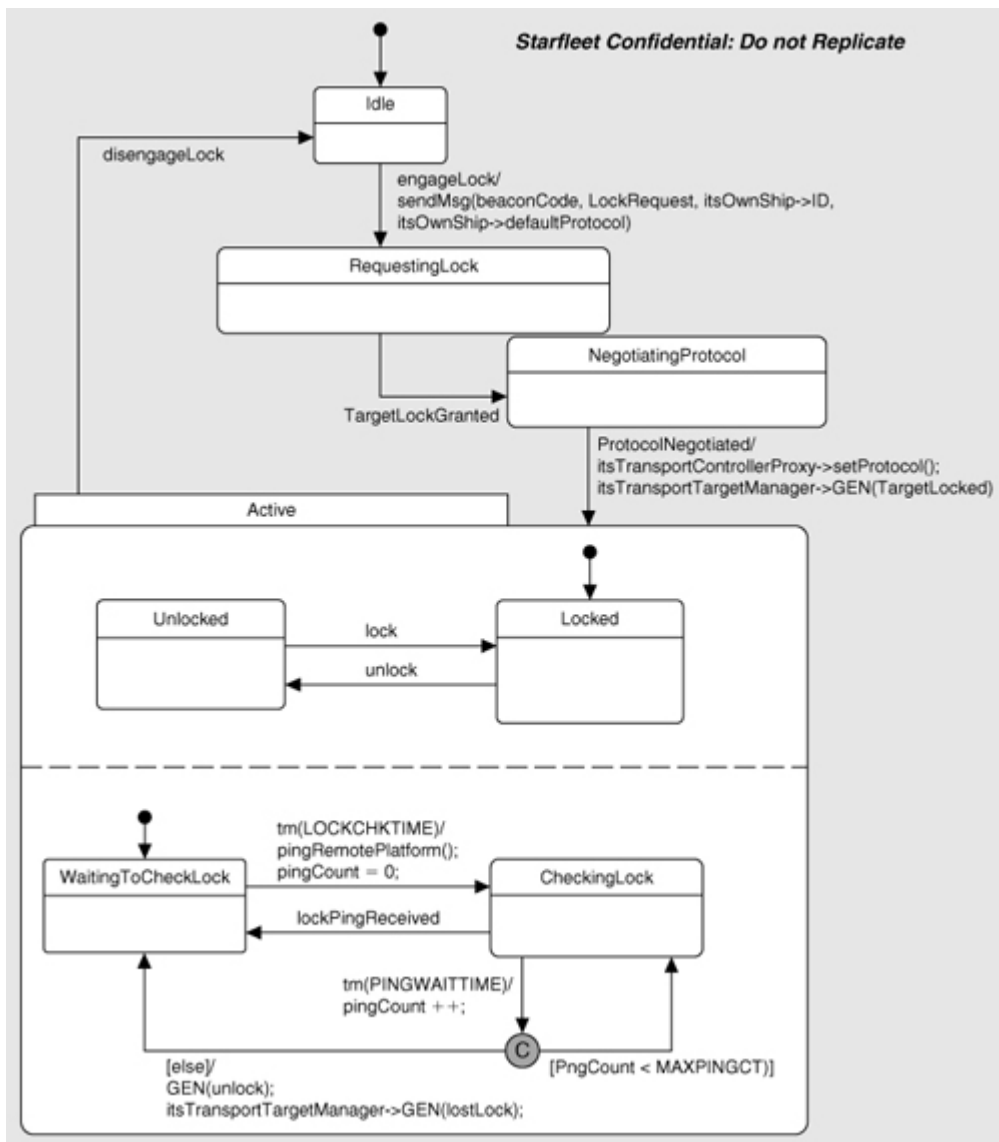 Starfleet Confidential: Do not Replicate
Idle
disengageLock
engageLock/
sendMsg(beaconCode, LockRequest, itsOwnShip->ID,
itsOwnShip->defaultProtocol)
RequestingLock
NegotiatingProtocol
TargetLockGranted
ProtocolNegotiated/
itsTransportControllerProxy->setProtocol();
itsTransportTargetManager->GEN(TargetLocked)
Active
Unlocked
Locked
lock
unlock
tm(LOCKCHKTIME)/
pingRemotePlatform();
pingCount = 0;
WaitingToCheckLock
CheckingLock
lockPingReceived
tm(PINGWAITTIME)/
pingCount ++;
C
[else]/
GEN(unlock);
itsTransportTargetManager->GEN(lostLock);
[PngCount < MAXPINGCT)]